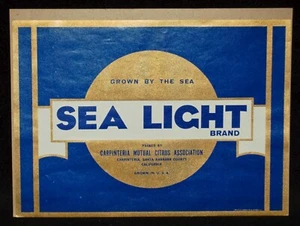 GROWN BY THE SEA
SEA LIGHT
BRAND
PACKED BY
CARPINTERIA MUTUAL CITRUS ASSOCIATION
CARPINTERIA, SANTA BARBARA COUNTY
CALIFORNIA
GROWN IN U.S.A.